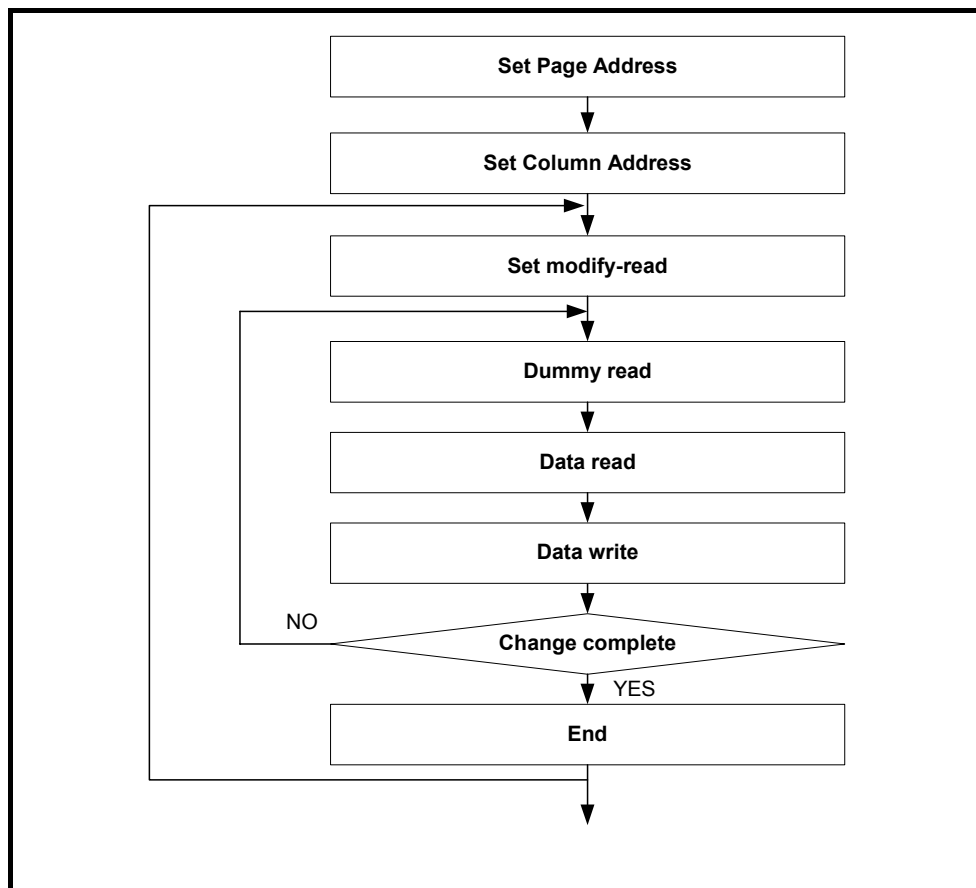 Set Page Address
Set Column Address
Set modify-read
Dummy read
Data read
Data write
NO
Change complete
YES
End